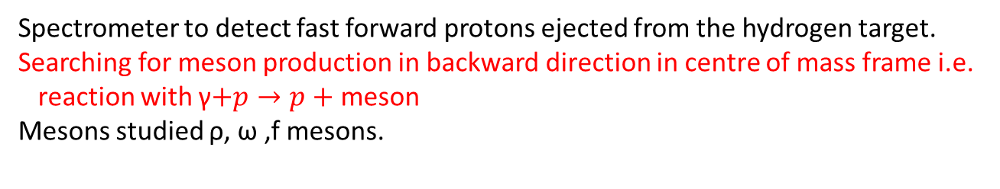 Spectrometer to detect fast forward protons ejected from the hydrogen target.
Searching for meson production in backward direction in centre of mass frame i.e.
reaction with γ+p → p + meson
Mesons studied ρ, ω ,f mesons.